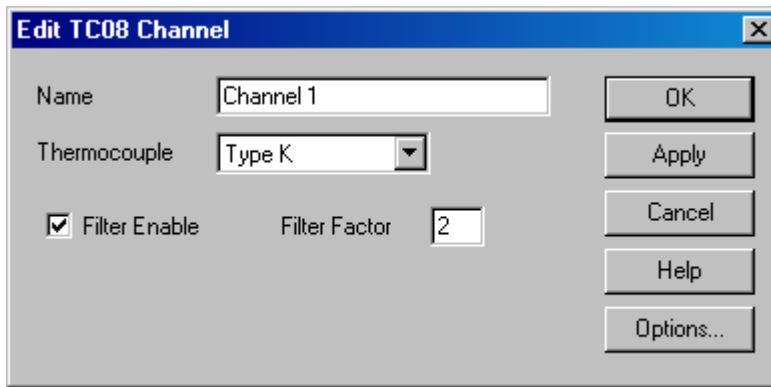 Edit TC08 Channel
Name
Channel 1
OK
Thermocouple
Type K
Apply
Filter Enable
Filter Factor
2
Cancel
Help
Options...